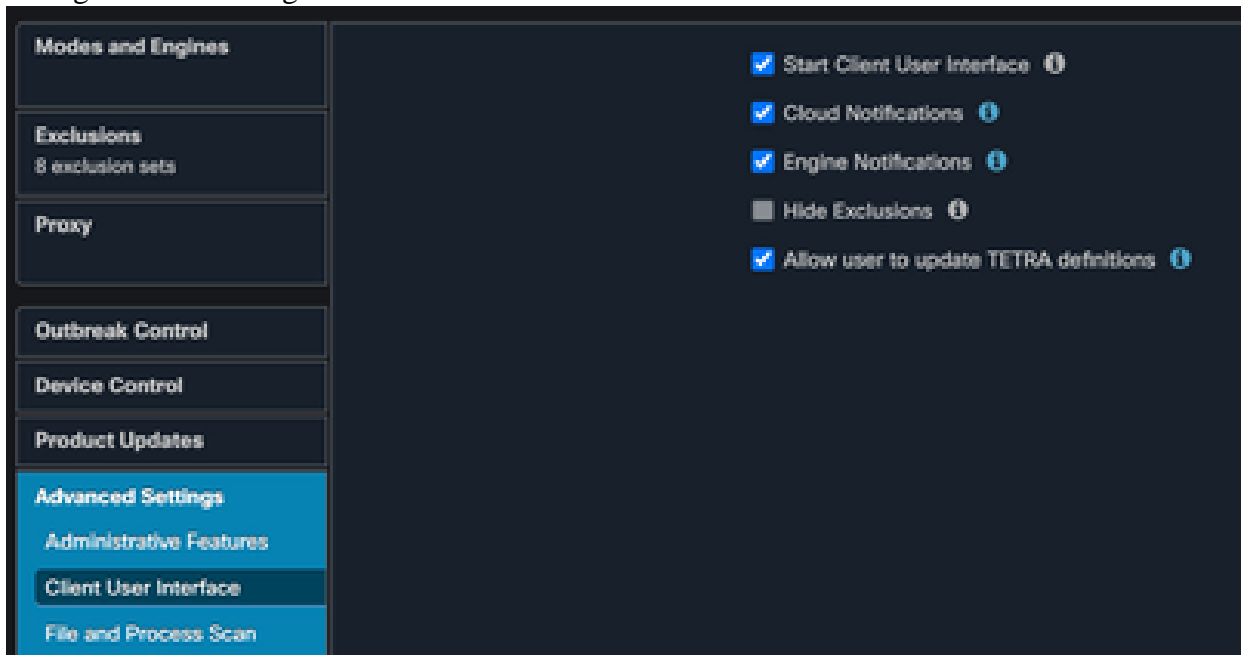 Modes and Engines
Exclusions
8 exclusion sets
Proxy
Outbreak Control
Device Control
Product Updates
Advanced Settings
Administrative Features
Client User Interface
File and Process Scan
Start Client User Interface
Cloud Notifications
Engine Notifications
Hide Exclusions
Allow user to update TETRA definitions